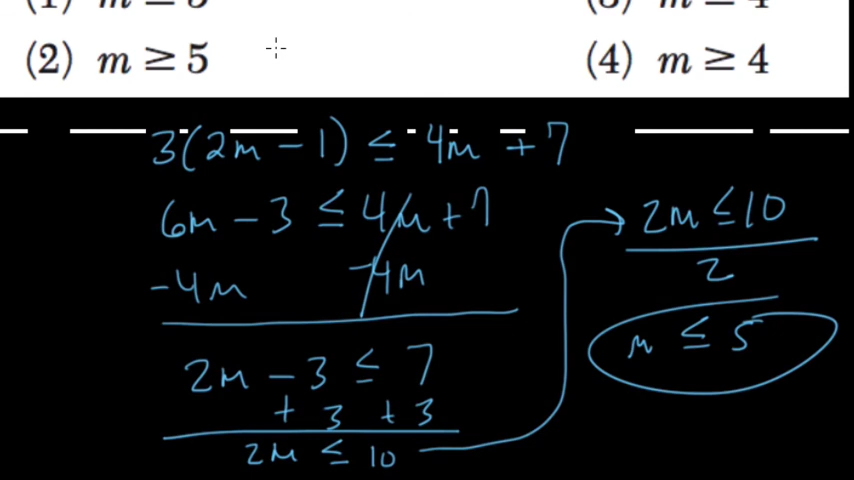 (2) m ≥ 5
(4) m ≥ 4
3(2m - 1) ≤ 4m + 7
6m - 3 ≤ 4m + 7
-4m -4m
2m - 3 ≤ 7
+ 3 + 3
2m ≤ 10
2m ≤ 10
2
m ≤ 5